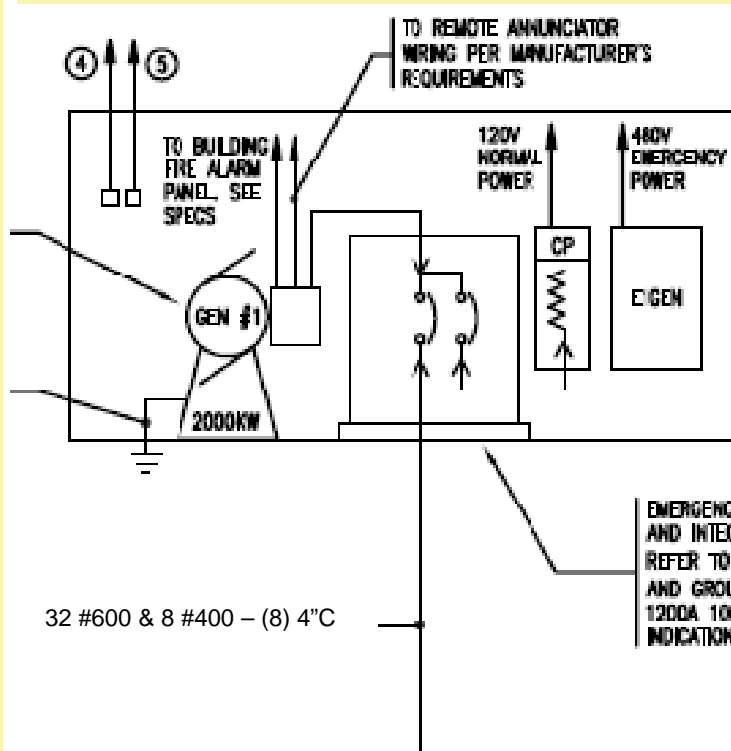 TO REMOTE ANNUNCIATOR
WIRING PER MANUFACTURER'S
REQUIREMENTS
4
5
TO BUILDING
FIRE ALARM
PANEL, SEE
SPECS
120V
NORMAL
POWER
480V
EMERGENCY
POWER
CP
GEN #1
2000KW
EMERGENC
AND INTE
REFER TO
AND GROU
1200A 10
INDICATION
32 #600 & 8 #400 – (8) 4”C